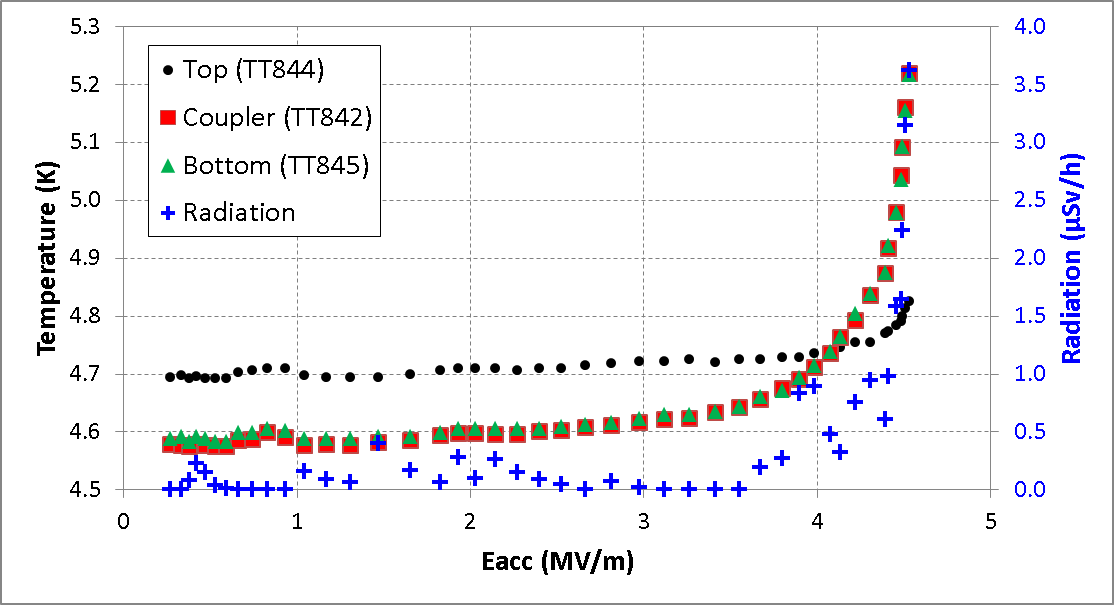 5.3
5.2
5.1
5.0
4.9
4.8
4.7
4.6
4.5
Temperature (K)
Top (TT844)
Coupler (TT842)
Bottom (TT845)
Radiation
4.0
3.5
3.0
2.5
2.0
1.5
1.0
0.5
0.0
Radiation (μSv/h)
0 1 2 3 4 5
Eacc (MV/m)